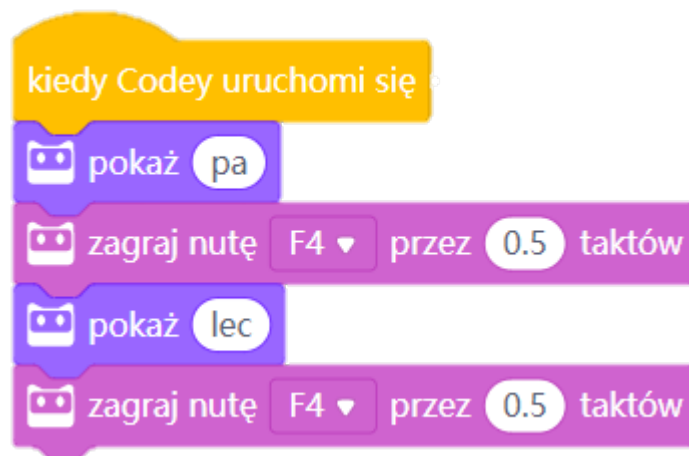 kiedy Codey uruchomi się
pokaż pa
zagraj nutę F4 przez 0.5 taktów
pokaż lec
zagraj nutę F4 przez 0.5 taktów